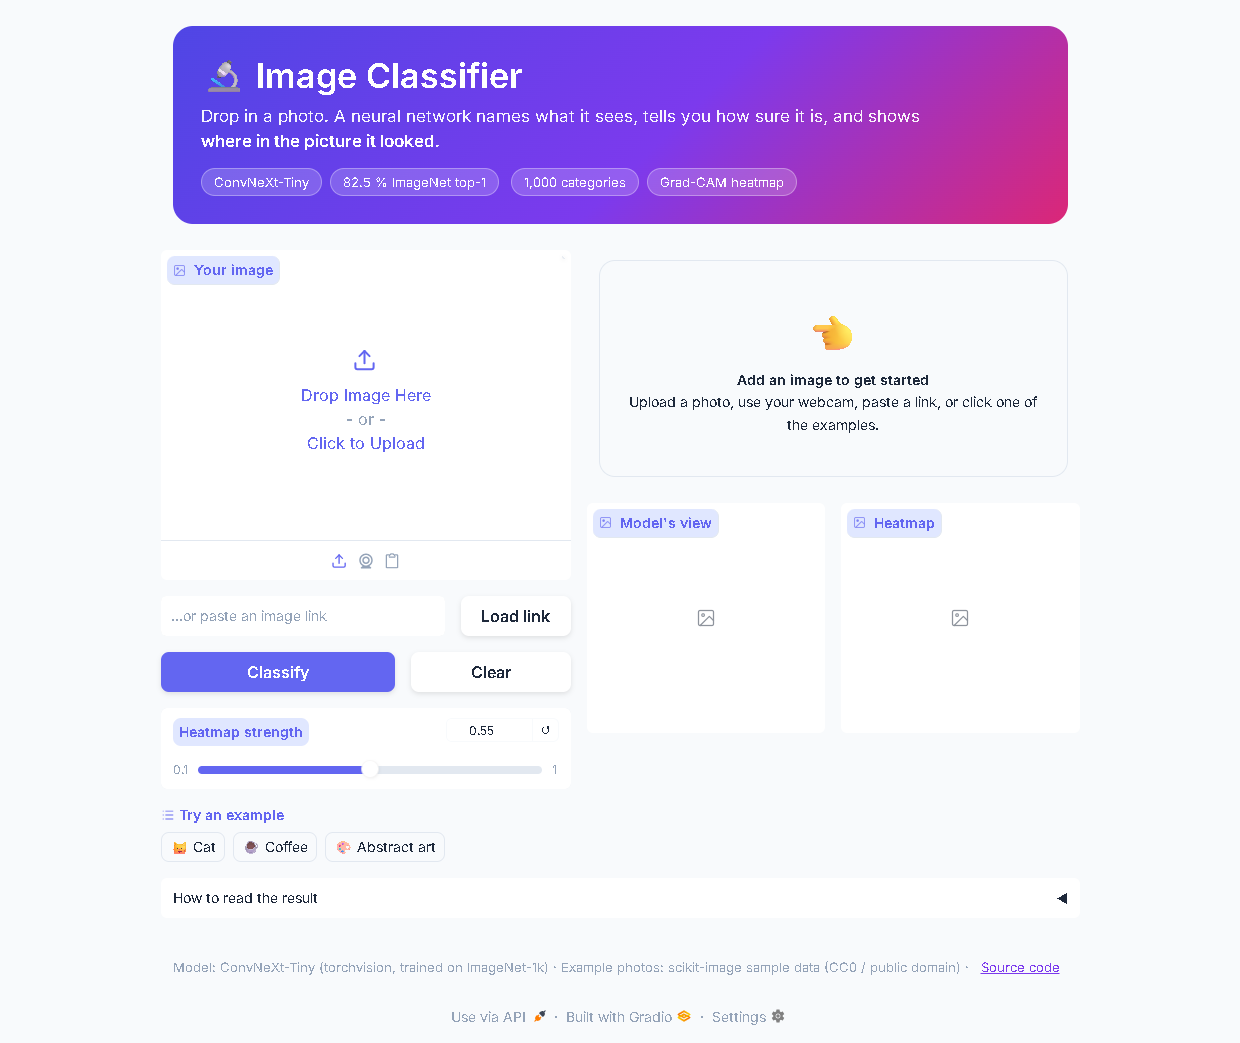 Image Classifier
Drop in a photo. A neural network names what it sees, tells you how sure it is, and shows
where in the picture it looked.
ConvNeXt-Tiny
82.5 % ImageNet top-1
1,000 categories
Grad-CAM heatmap
Your image
Drop Image Here
- or -
Click to Upload
...or paste an image link
Load link
Classify
Clear
Heatmap strength
0.55
↺
0.1
1
Try an example
Cat
Coffee
Abstract art
Add an image to get started
Upload a photo, use your webcam, paste a link, or click one of
the examples.
Model's view
Heatmap
How to read the result
Model: ConvNeXt-Tiny (torchvision, trained on ImageNet-1k) · Example photos: scikit-image sample data (CC0 / public domain) · Source code
Use via API · Built with Gradio · Settings